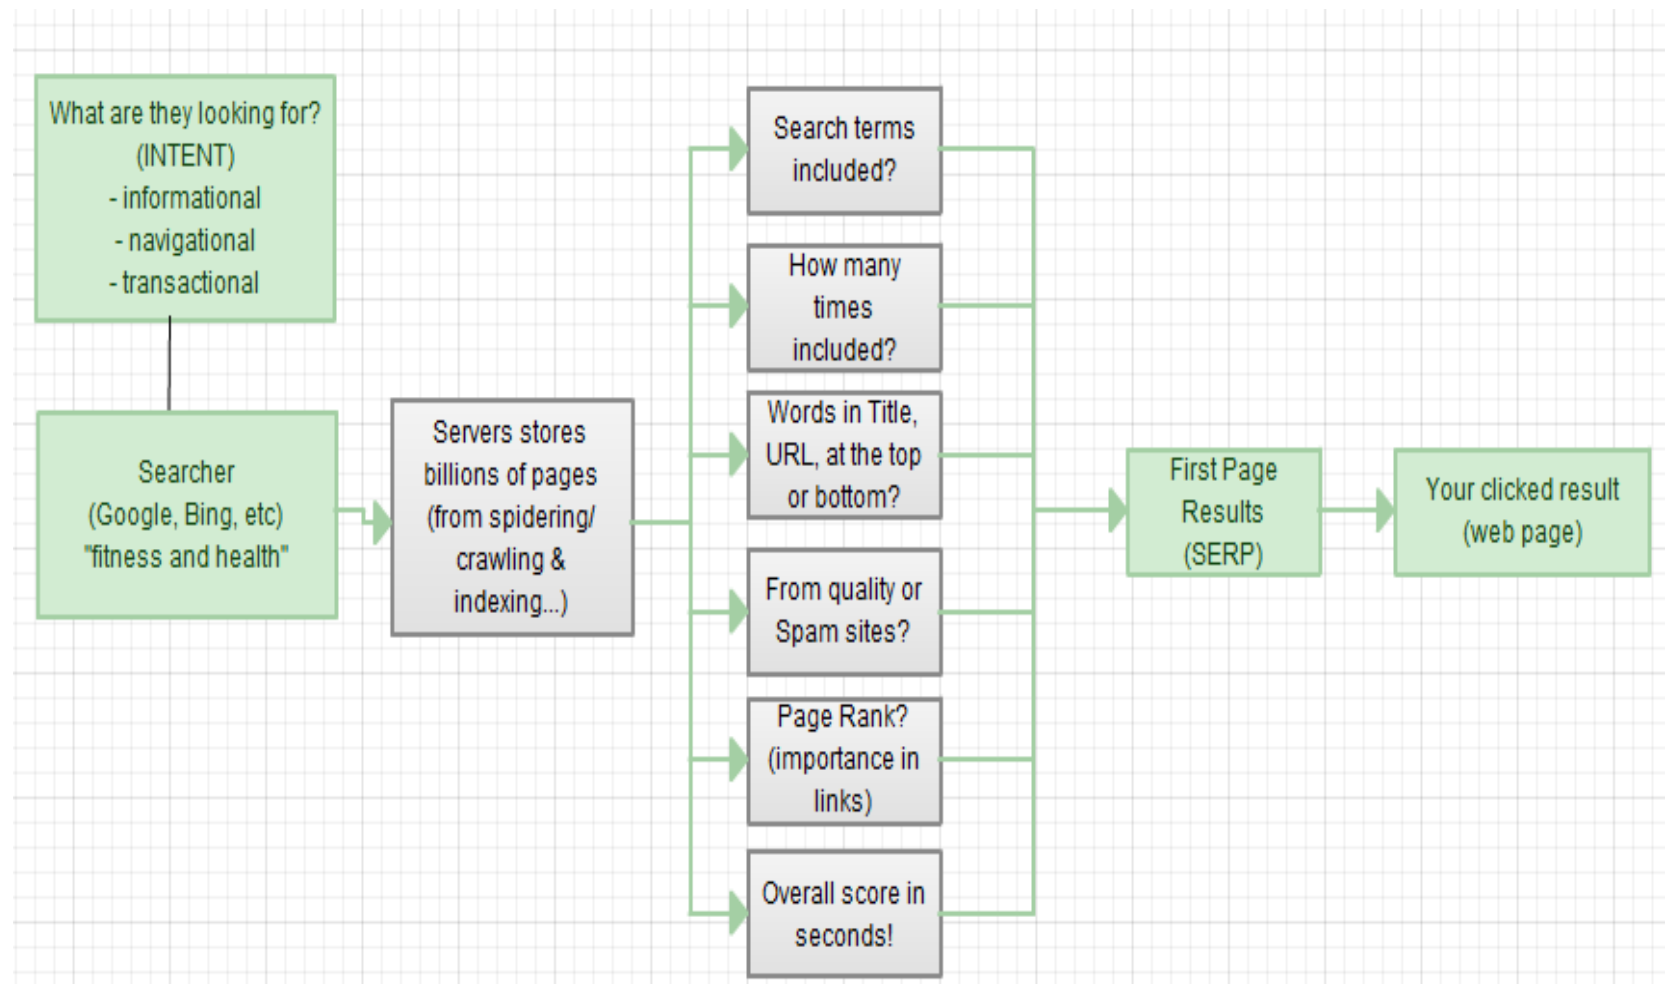 What are they looking for?
(INTENT)
- informational
- navigational
- transactional
Searcher
(Google, Bing, etc)
"fitness and health"
Servers stores
billions of pages
(from spidering/
crawling &
indexing...)
Search terms
included?
How many
times
included?
Words in Title,
URL, at the top
or bottom?
From quality or
Spam sites?
Page Rank?
(importance in
links)
Overall score in
seconds!
First Page
Results
(SERP)
Your clicked result
(web page)